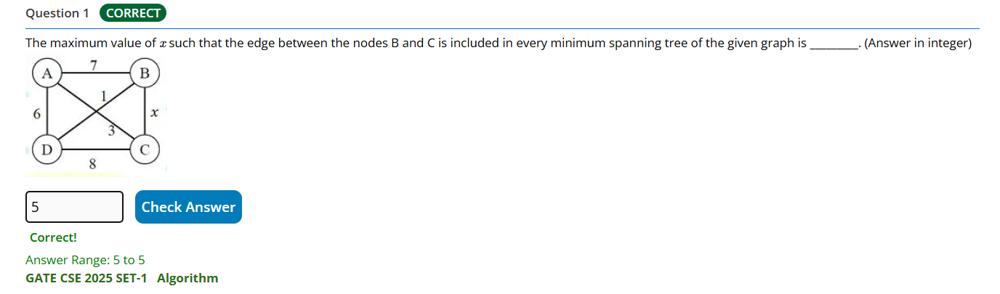 Question 1 CORRECT
The maximum value of x such that the edge between the nodes B and C is included in every minimum spanning tree of the given graph is ________. (Answer in integer)
7
A B
1
6 x
3
D C
8
5 Check Answer
Correct!
Answer Range: 5 to 5
GATE CSE 2025 SET-1 Algorithm